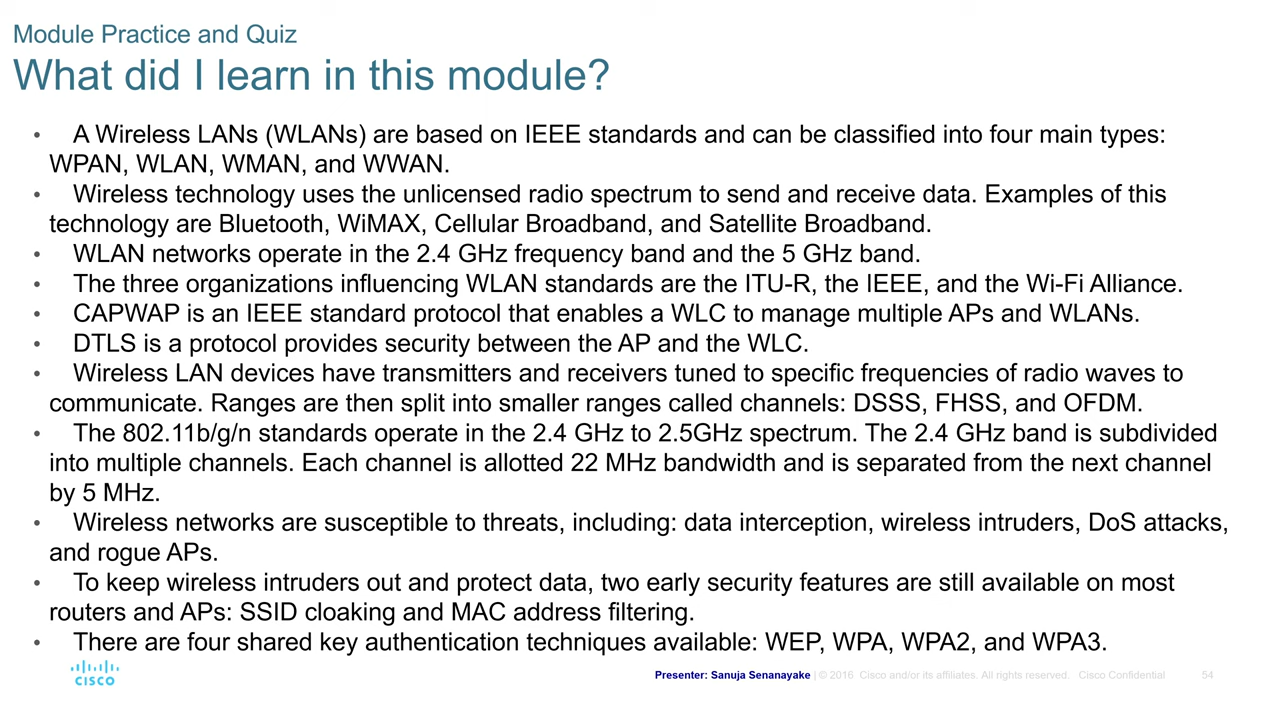 Module Practice and Quiz
What did I learn in this module?
• A Wireless LANs (WLANs) are based on IEEE standards and can be classified into four main types:
WPAN, WLAN, WMAN, and WWAN.
• Wireless technology uses the unlicensed radio spectrum to send and receive data. Examples of this
technology are Bluetooth, WiMAX, Cellular Broadband, and Satellite Broadband.
• WLAN networks operate in the 2.4 GHz frequency band and the 5 GHz band.
• The three organizations influencing WLAN standards are the ITU-R, the IEEE, and the Wi-Fi Alliance.
• CAPWAP is an IEEE standard protocol that enables a WLC to manage multiple APs and WLANs.
• DTLS is a protocol provides security between the AP and the WLC.
• Wireless LAN devices have transmitters and receivers tuned to specific frequencies of radio waves to
communicate. Ranges are then split into smaller ranges called channels: DSSS, FHSS, and OFDM.
• The 802.11b/g/n standards operate in the 2.4 GHz to 2.5GHz spectrum. The 2.4 GHz band is subdivided
into multiple channels. Each channel is allotted 22 MHz bandwidth and is separated from the next channel
by 5 MHz.
• Wireless networks are susceptible to threats, including: data interception, wireless intruders, DoS attacks,
and rogue APs.
• To keep wireless intruders out and protect data, two early security features are still available on most
routers and APs: SSID cloaking and MAC address filtering.
• There are four shared key authentication techniques available: WEP, WPA, WPA2, and WPA3.
CISCO
Presenter: Sanuja Senanayake | © 2016 Cisco and/or its affiliates. All rights reserved. Cisco Confidential 54